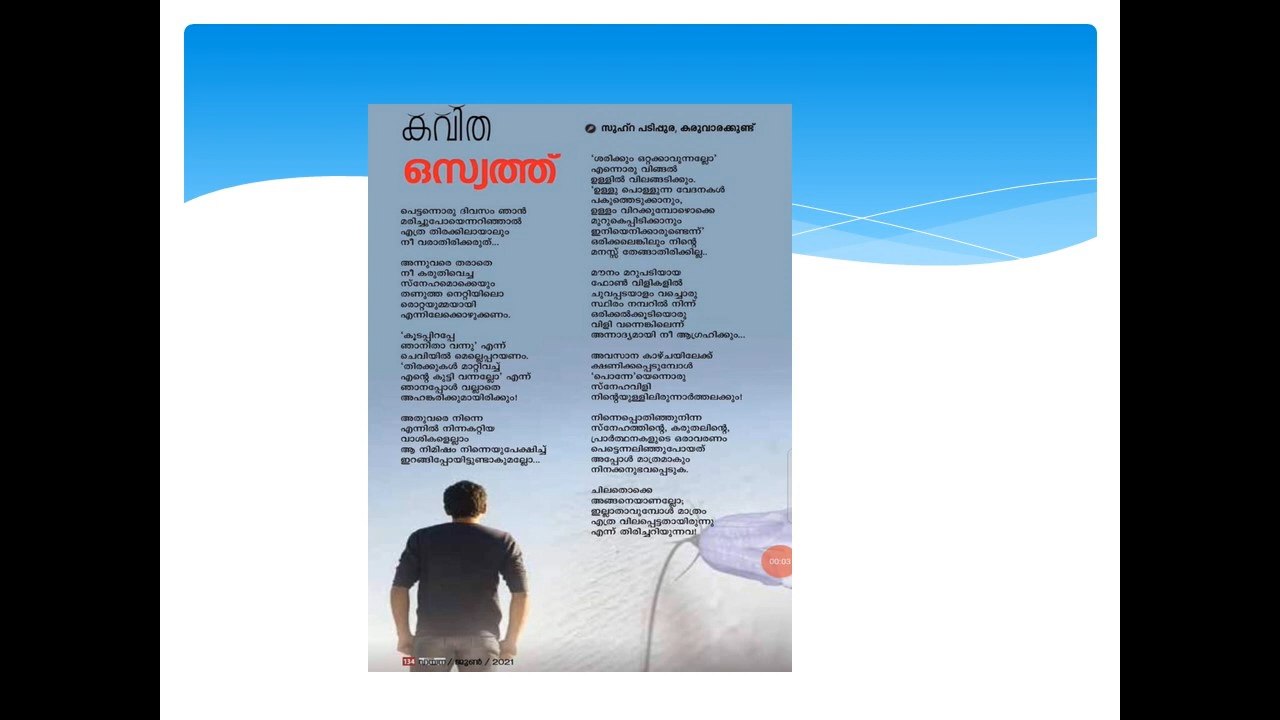 കവിത
ഒസ്യത്ത്
സുഹ്റ പടിപ്പുര, കരുവാരക്കുണ്ട്
പെട്ടന്നൊരു ദിവസം ഞാൻ
മരിച്ചുപോയെന്നറിഞ്ഞാൽ
എത്ര തിരക്കിലായാലും
നീ വരാതിരിക്കരുത്...
അന്നുവരെ തരാതെ
നീ കരുതിവെച്ച
സ്നേഹമൊക്കെയും
തണുത്ത നെറ്റിയിലൊ
രൊറ്റയുമ്മയായി
എന്നിലേക്കൊഴുക്കണം.
'കൂടപ്പിറപ്പേ
ഞാനിതാ വന്നു' എന്ന്
ചെവിയിൽ മെല്ലെപ്പറയണം.
'തിരക്കുകൾ മാറ്റിവച്ച്
എന്റെ കുട്ടി വന്നല്ലോ' എന്ന്
ഞാനപ്പോൾ വല്ലാതെ
അഹങ്കരിക്കുമായിരിക്കും!
അതുവരെ നിന്നെ
എന്നിൽ നിന്നകറ്റിയ
വാശികളെല്ലാം
ആ നിമിഷം നിന്നെയുപേക്ഷിച്ച്
ഇറങ്ങിപ്പോയിട്ടുണ്ടാകുമല്ലോ...
'ശരിക്കും ഒറ്റക്കാവുന്നല്ലോ'
എന്നൊരു വിങ്ങൽ
ഉള്ളിൽ വിലങ്ങടിക്കും.
'ഉള്ളു പൊള്ളുന്ന വേദനകൾ
പകുത്തെടുക്കാനും,
ഉള്ളം വിറക്കുമ്പോഴൊക്കെ
മുറുകെപ്പിടിക്കാനും
ഇനിയെനിക്കാരുണ്ടെന്ന്'
ഒരിക്കലെങ്കിലും നിന്റെ
മനസ്സ് തേങ്ങാതിരിക്കില്ല..
മൗനം മറുപടിയായ
ഫോൺ വിളികളിൽ
ചുവപ്പടയാളം വച്ചൊരു
സ്ഥിരം നമ്പറിൽ നിന്ന്
ഒരിക്കൽക്കൂടിയൊരു
വിളി വന്നെങ്കിലെന്ന്
അന്നാദ്യമായി നീ ആഗ്രഹിക്കും...
അവസാന കാഴ്ചയിലേക്ക്
ക്ഷണിക്കപ്പെടുമ്പോൾ
'പൊന്നേ'യെന്നൊരു
സ്നേഹവിളി
നിന്റെയുള്ളിലിരുന്നാർത്തലക്കും!
നിന്നെപ്പൊതിഞ്ഞുനിന്ന
സ്നേഹത്തിന്റെ, കരുതലിന്റെ,
പ്രാർത്ഥനകളുടെ ഒരാവരണം
പെട്ടെന്നലിഞ്ഞുപോയത്
അപ്പോൾ മാത്രമാകും
നിനക്കനുഭവപ്പെടുക.
ചിലതൊക്കെ
അങ്ങനെയാണല്ലോ;
ഇല്ലാതാവുമ്പോൾ മാത്രം
എത്ര വിലപ്പെട്ടതായിരുന്നു
എന്ന് തിരിച്ചറിയുന്നവ!
00:03
134 / ജൂൺ / 2021